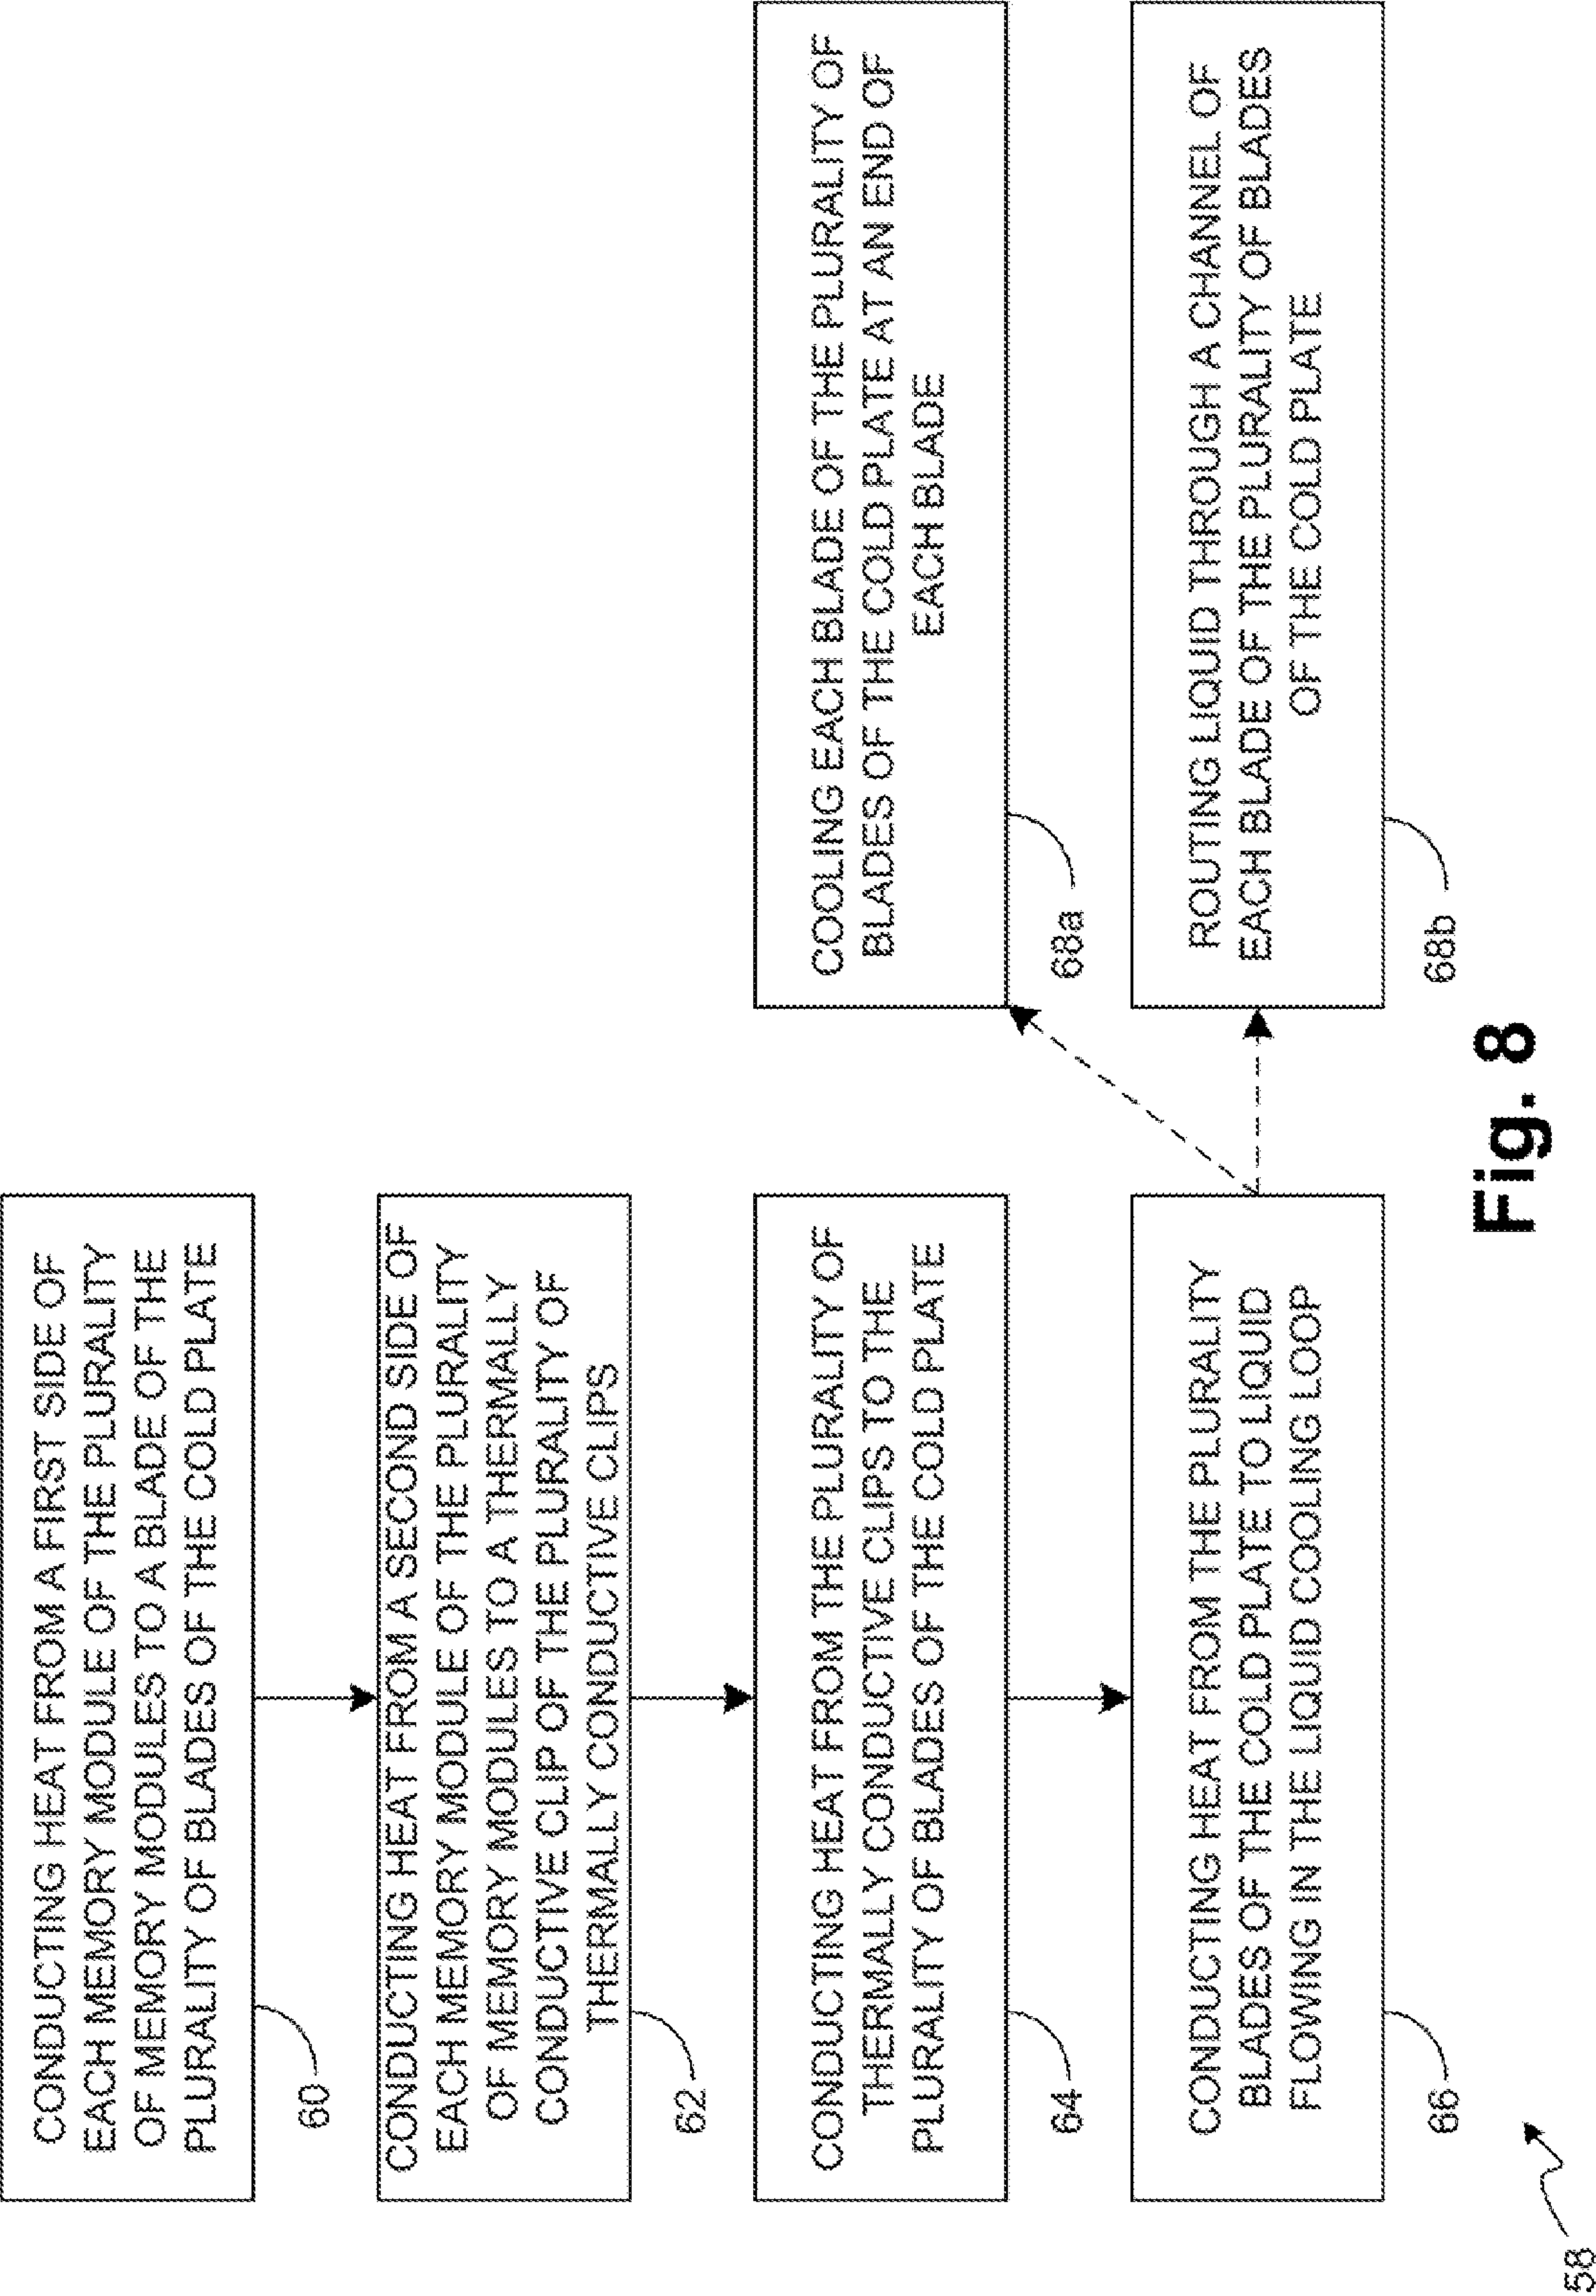 CONDUCTING HEAT FROM A FIRST SIDE OF
EACH MEMORY MODULE OF THE PLURALITY
OF MEMORY MODULES TO A BLADE OF THE
PLURALITY OF BLADES OF THE COLD PLATE
60
CONDUCTING HEAT FROM A SECOND SIDE OF
EACH MEMORY MODULE OF THE PLURALITY
OF MEMORY MODULES TO A THERMALLY
CONDUCTIVE CLIP OF THE PLURALITY OF
THERMALLY CONDUCTIVE CLIPS
62
CONDUCTING HEAT FROM THE PLURALITY OF
THERMALLY CONDUCTIVE CLIPS TO THE
PLURALITY OF BLADES OF THE COLD PLATE
64
CONDUCTING HEAT FROM THE PLURALITY
BLADES OF THE COLD PLATE TO LIQUID
FLOWING IN THE LIQUID COOLING LOOP
66
COOLING EACH BLADE OF THE PLURALITY OF
BLADES OF THE COLD PLATE AT AN END OF
EACH BLADE
68a
ROUTING LIQUID THROUGH A CHANNEL OF
EACH BLADE OF THE PLURALITY OF BLADES
OF THE COLD PLATE
68b
58
Fig. 8